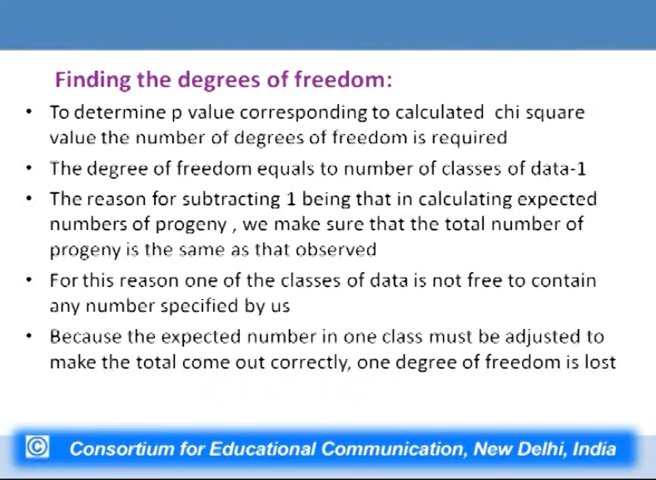 Finding the degrees of freedom:
• To determine p value corresponding to calculated chi square
value the number of degrees of freedom is required
• The degree of freedom equals to number of classes of data-1
• The reason for subtracting 1 being that in calculating expected
numbers of progeny , we make sure that the total number of
progeny is the same as that observed
• For this reason one of the classes of data is not free to contain
any number specified by us
• Because the expected number in one class must be adjusted to
make the total come out correctly, one degree of freedom is lost
© Consortium for Educational Communication, New Delhi, India